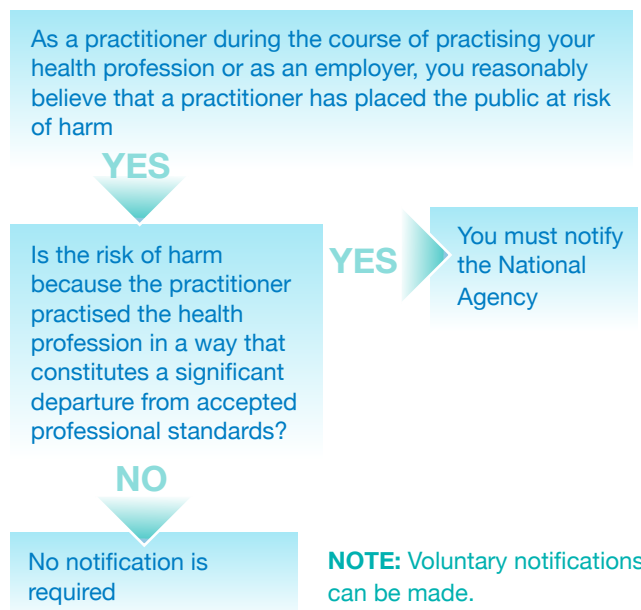 As a practitioner during the course of practising your
health profession or as an employer, you reasonably
believe that a practitioner has placed the public at risk
of harm
YES
Is the risk of harm
because the practitioner
practised the health
profession in a way that
constitutes a significant
departure from accepted
professional standards?
YES
You must notify
the National
Agency
NO
No notification is
required
NOTE: Voluntary notifications
can be made.